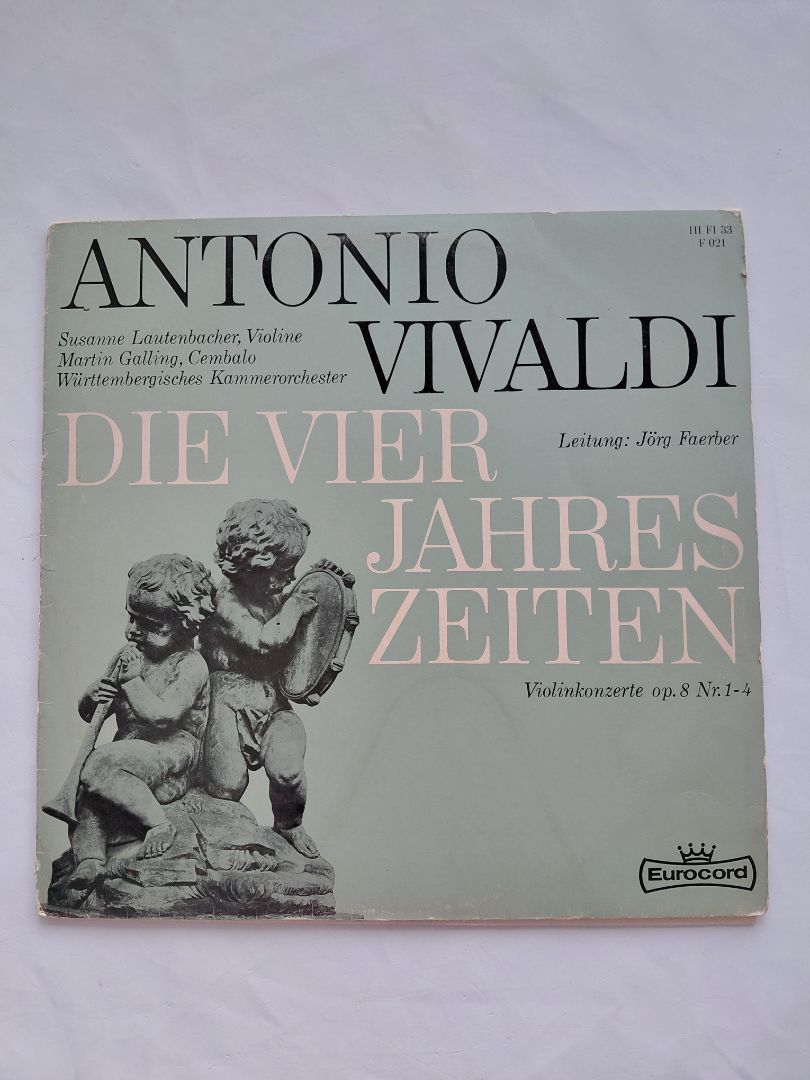 HI FI 33
F 021
ANTONIO
VIVALDI
Susanne Lautenbacher, Violine
Martin Galling, Cembalo
Württembergisches Kammerorchester
DIE VIER
Leitung: Jörg Faerber
JAHRES
ZEITEN
Violinkonzerte op. 8 Nr. 1-4
Eurocord